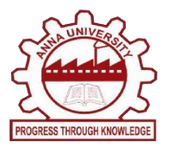 ANNA UNIVERSITY
PROGRESS THROUGH KNOWLEDGE